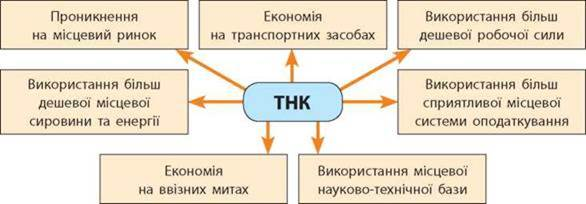 Проникнення
на місцевий ринок
Економія
на транспортних засобах
Використання більш
дешевої робочої сили
Використання більш
дешевої місцевої
сировини та енергії
ТНК
Використання більш
сприятливої місцевої
системи оподаткування
Економія
на ввізних митах
Використання місцевої
науково-технічної бази